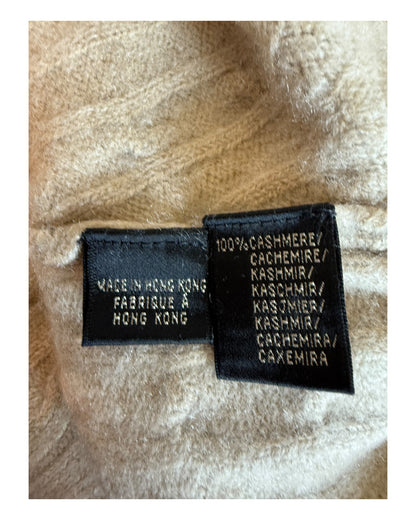 MADE IN HONG KONG
FABRIQUE À
HONG KONG
100% CASHMERE/
CACHEMIRE/
KASHMIR/
KASCHMIR/
KASJMIER/
KASHMIR/
CACHEMIRA/
CAXEMIRA